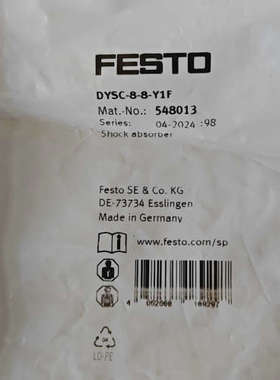 FESTO
DYSC-8-8-Y1F
Mat.-No.: 548013
Series: 04-2024 :98
Shock absorber
Festo SE & Co. KG
DE-73734 Esslingen
Made in Germany
www.festo.com/sp
04
LD-PE